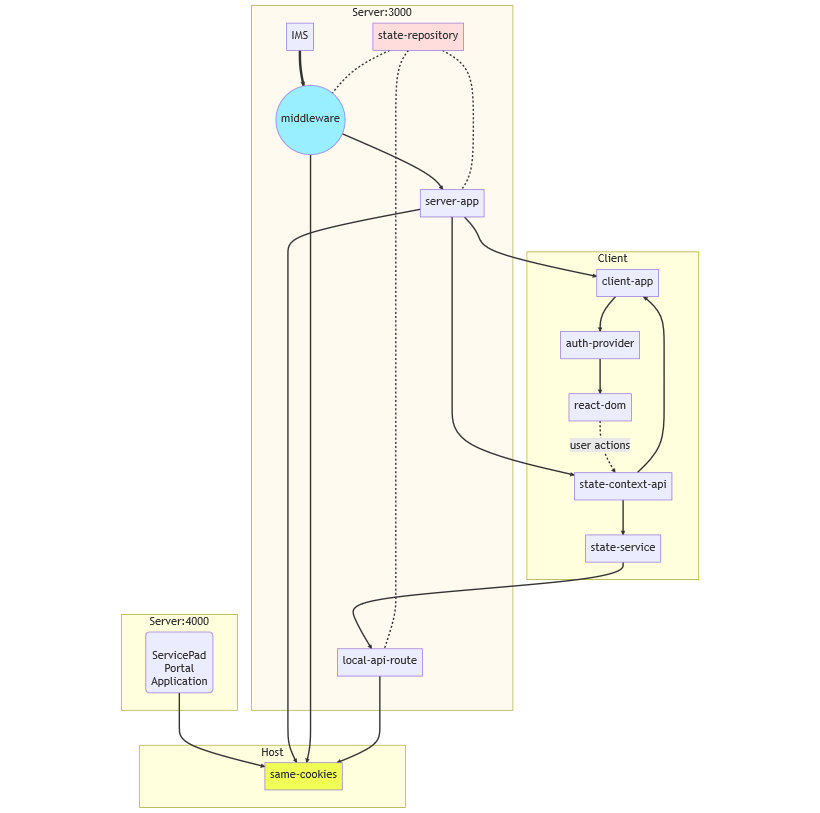 Server:3000
IMS
state-repository
middleware
server-app
Client
client-app
auth-provider
react-dom
user actions
state-context-api
state-service
Server:4000
ServicePad
Portal
Application
local-api-route
Host
same-cookies